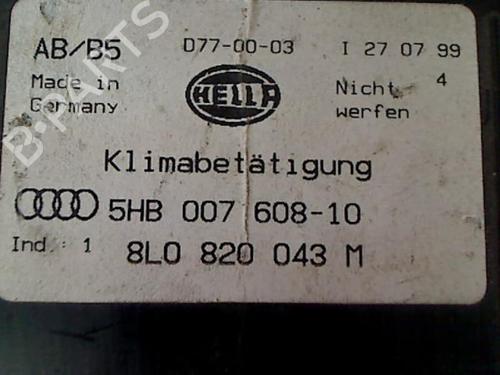 AB/B5 D77-00-03 I 27 07 99
Made in Germany
HELLA
Nicht 4
werfen
Klimabetätigung
5HB 007 608-10
Ind.: 1 8L0 820 043 M
B-PARTS